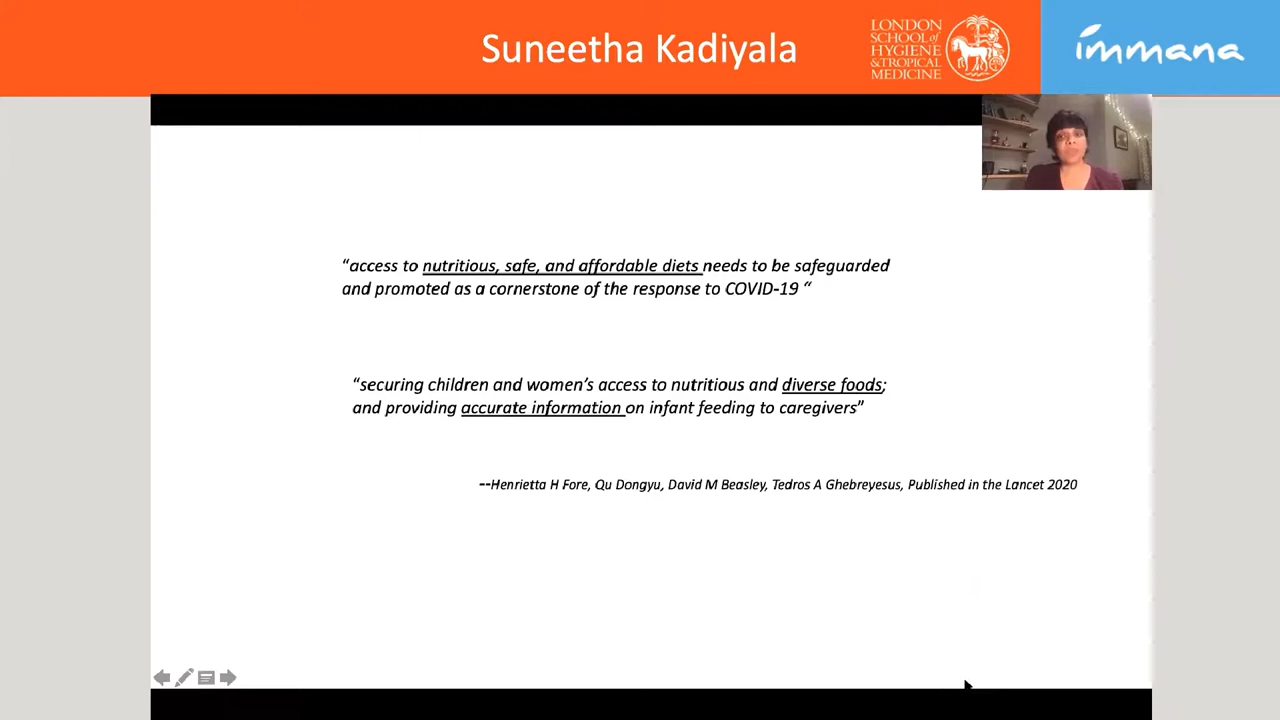 Suneetha Kadiyala
LONDON
SCHOOL of
HYGIENE
& TROPICAL
MEDICINE
immana
“access to nutritious, safe, and affordable diets needs to be safeguarded
and promoted as a cornerstone of the response to COVID-19 “
“securing children and women’s access to nutritious and diverse foods;
and providing accurate information on infant feeding to caregivers”
--Henrietta H Fore, Qu Dongyu, David M Beasley, Tedros A Ghebreyesus, Published in the Lancet 2020